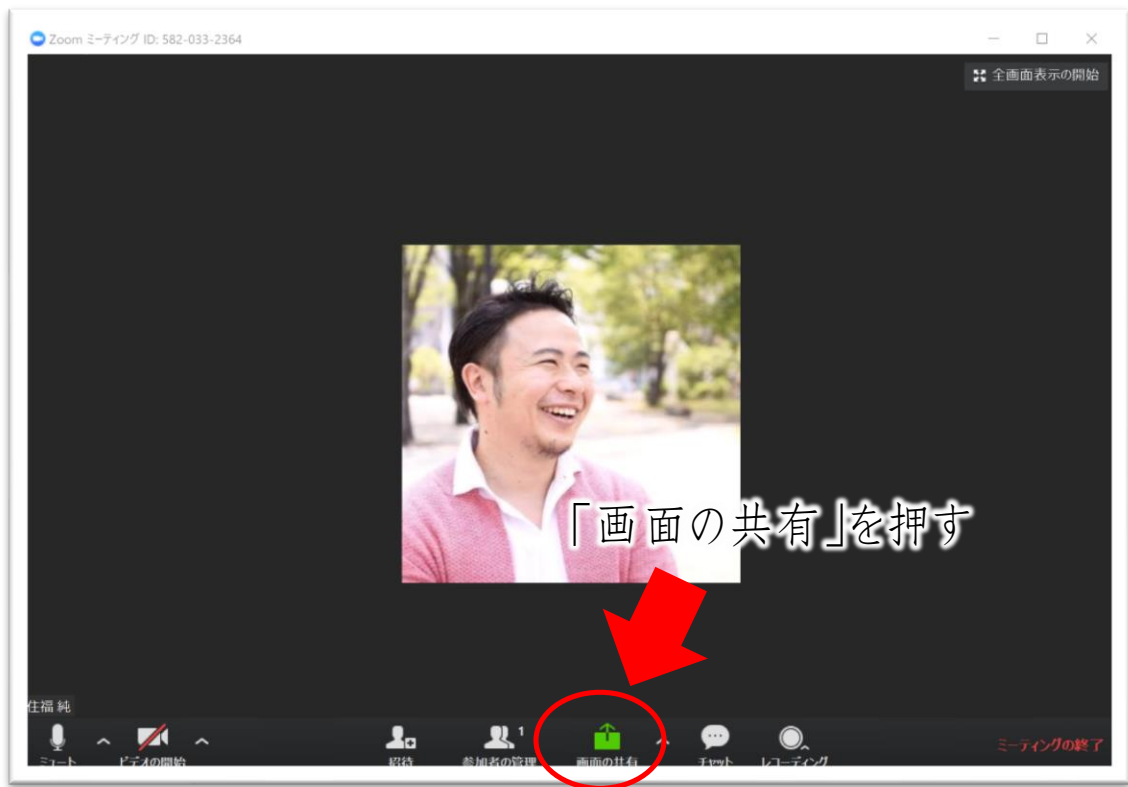 Zoom ミーティング ID: 582-033-2364
全画面表示の開始
「画面の共有」を押す
住福 純
1
ミュート ビデオの開始 招待 参加者の管理 画面の共有 チャット レコーディング ミーティングの終了